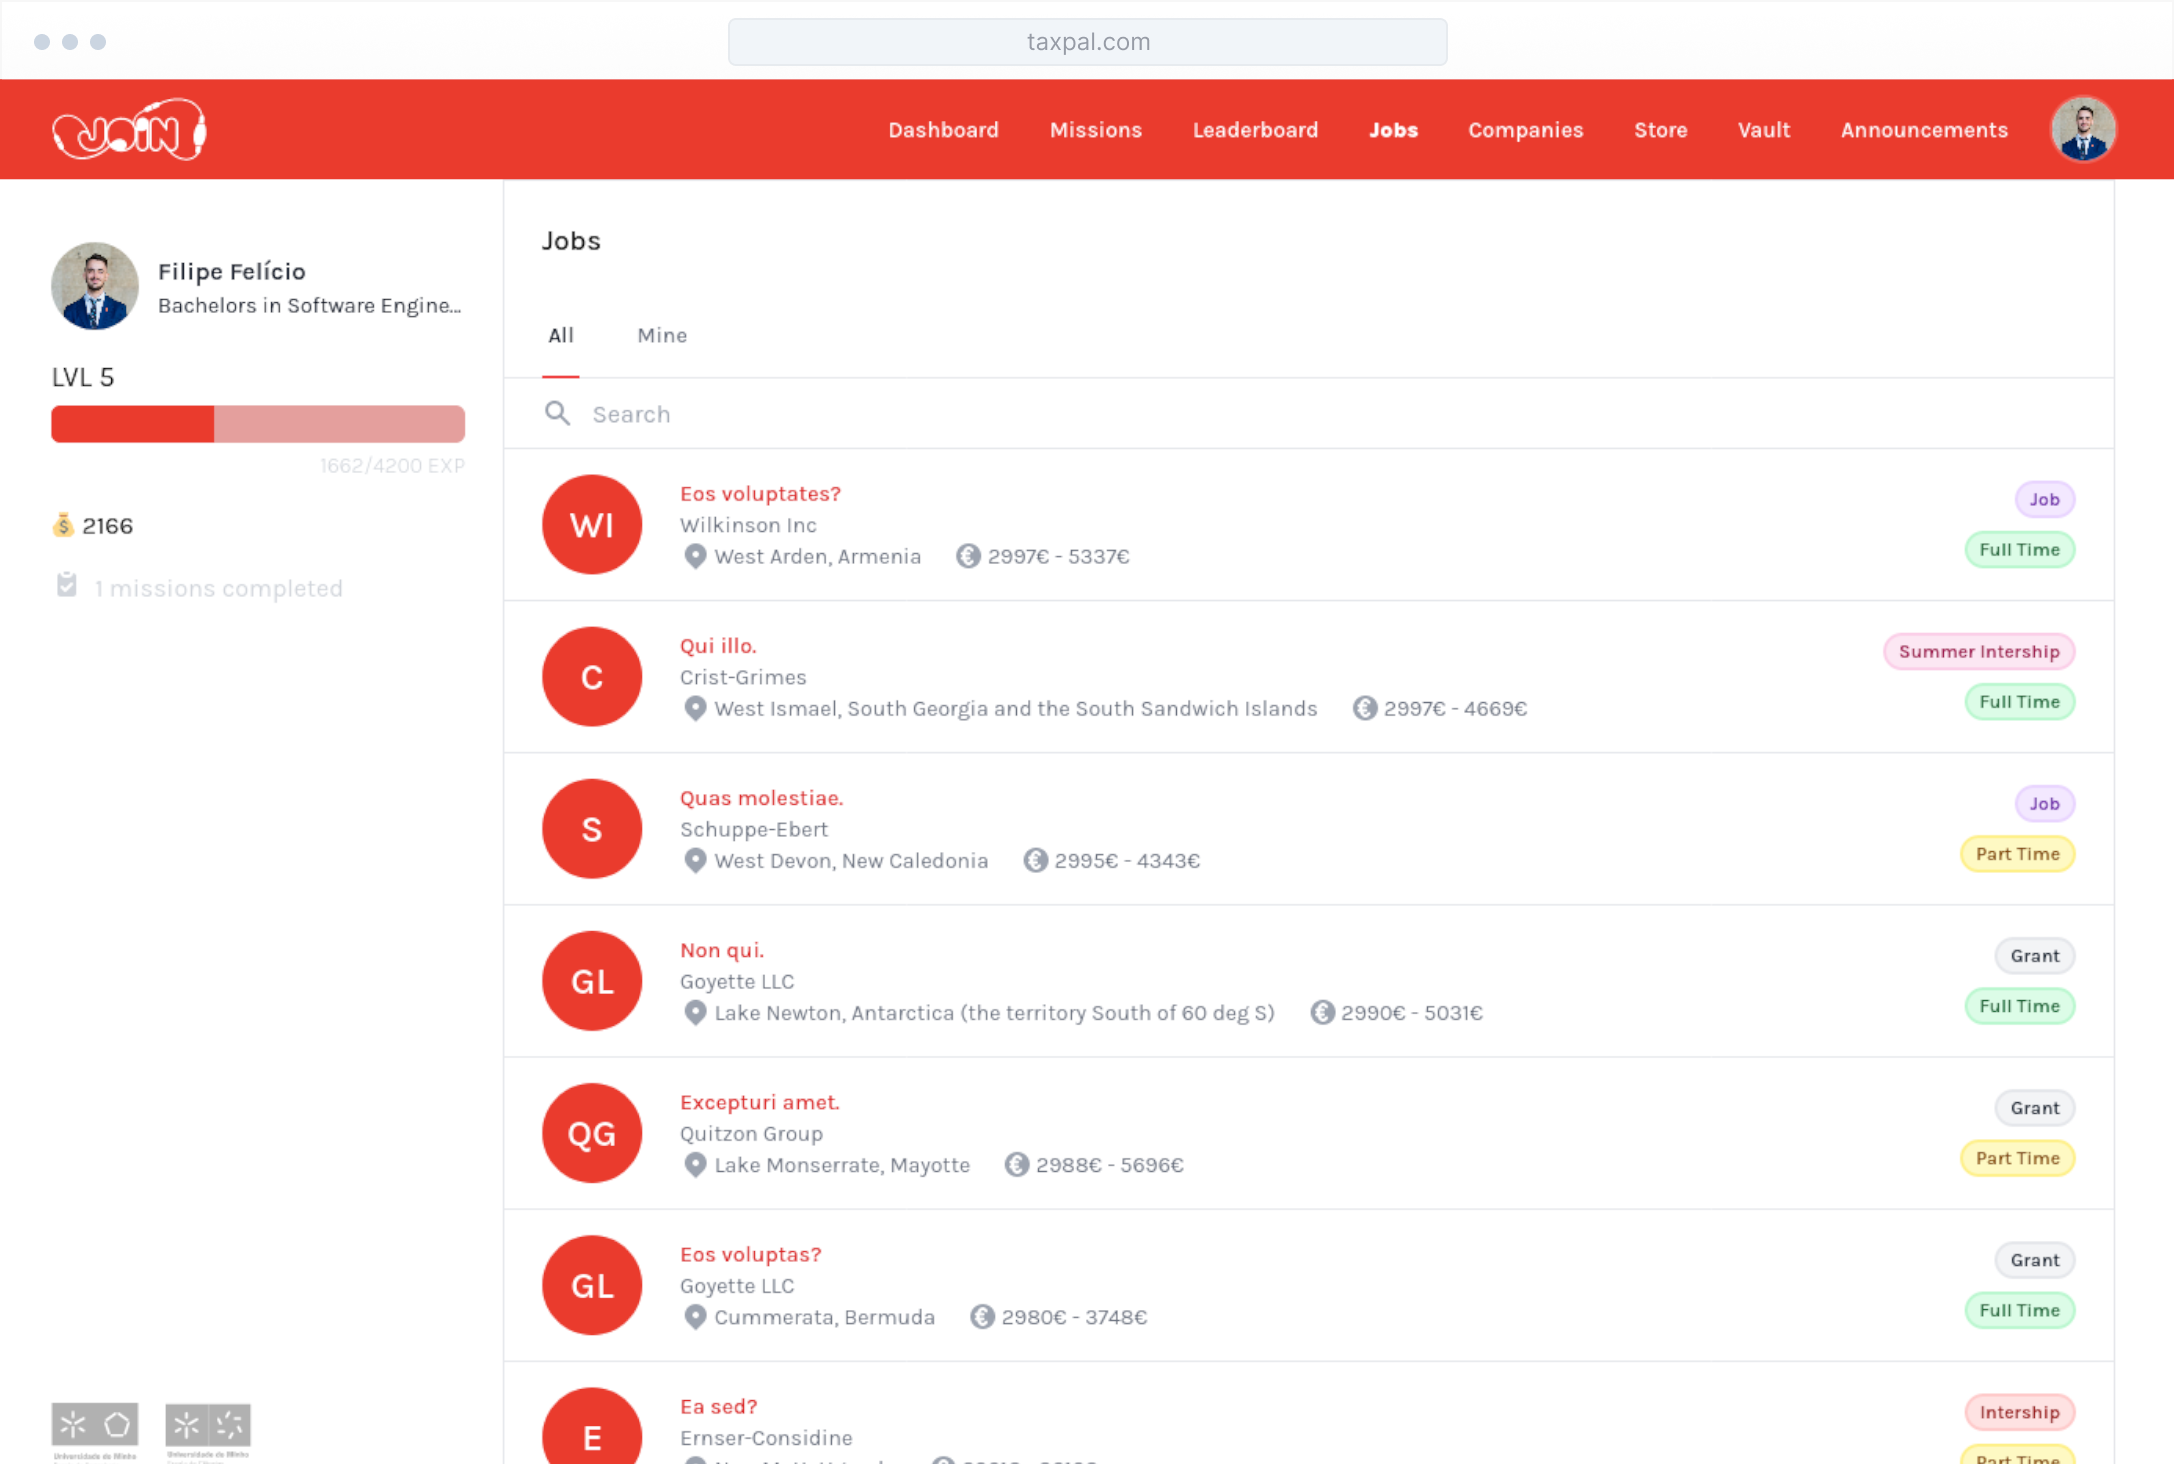 taxpal.com
JOIN
Dashboard Missions Leaderboard Jobs Companies Store Vault Announcements
Filipe Felício
Bachelors in Software Engine...
LVL 5
1662/4200 EXP
2166
1 missions completed
Jobs
All Mine
Search
WI
Eos voluptates?
Wilkinson Inc
West Arden, Armenia 2997€ - 5337€
Job
Full Time
C
Qui illo.
Crist-Grimes
West Ismael, South Georgia and the South Sandwich Islands 2997€ - 4669€
Summer Intership
Full Time
S
Quas molestiae.
Schuppe-Ebert
West Devon, New Caledonia 2995€ - 4343€
Job
Part Time
GL
Non qui.
Goyette LLC
Lake Newton, Antarctica (the territory South of 60 deg S) 2990€ - 5031€
Grant
Full Time
QG
Excepturi amet.
Quitzon Group
Lake Monserrate, Mayotte 2988€ - 5696€
Grant
Part Time
GL
Eos voluptas?
Goyette LLC
Cummerata, Bermuda 2980€ - 3748€
Grant
Full Time
E
Ea sed?
Ernser-Considine
Intership
Part Time
Universidade do Minho
Universidade do Minho